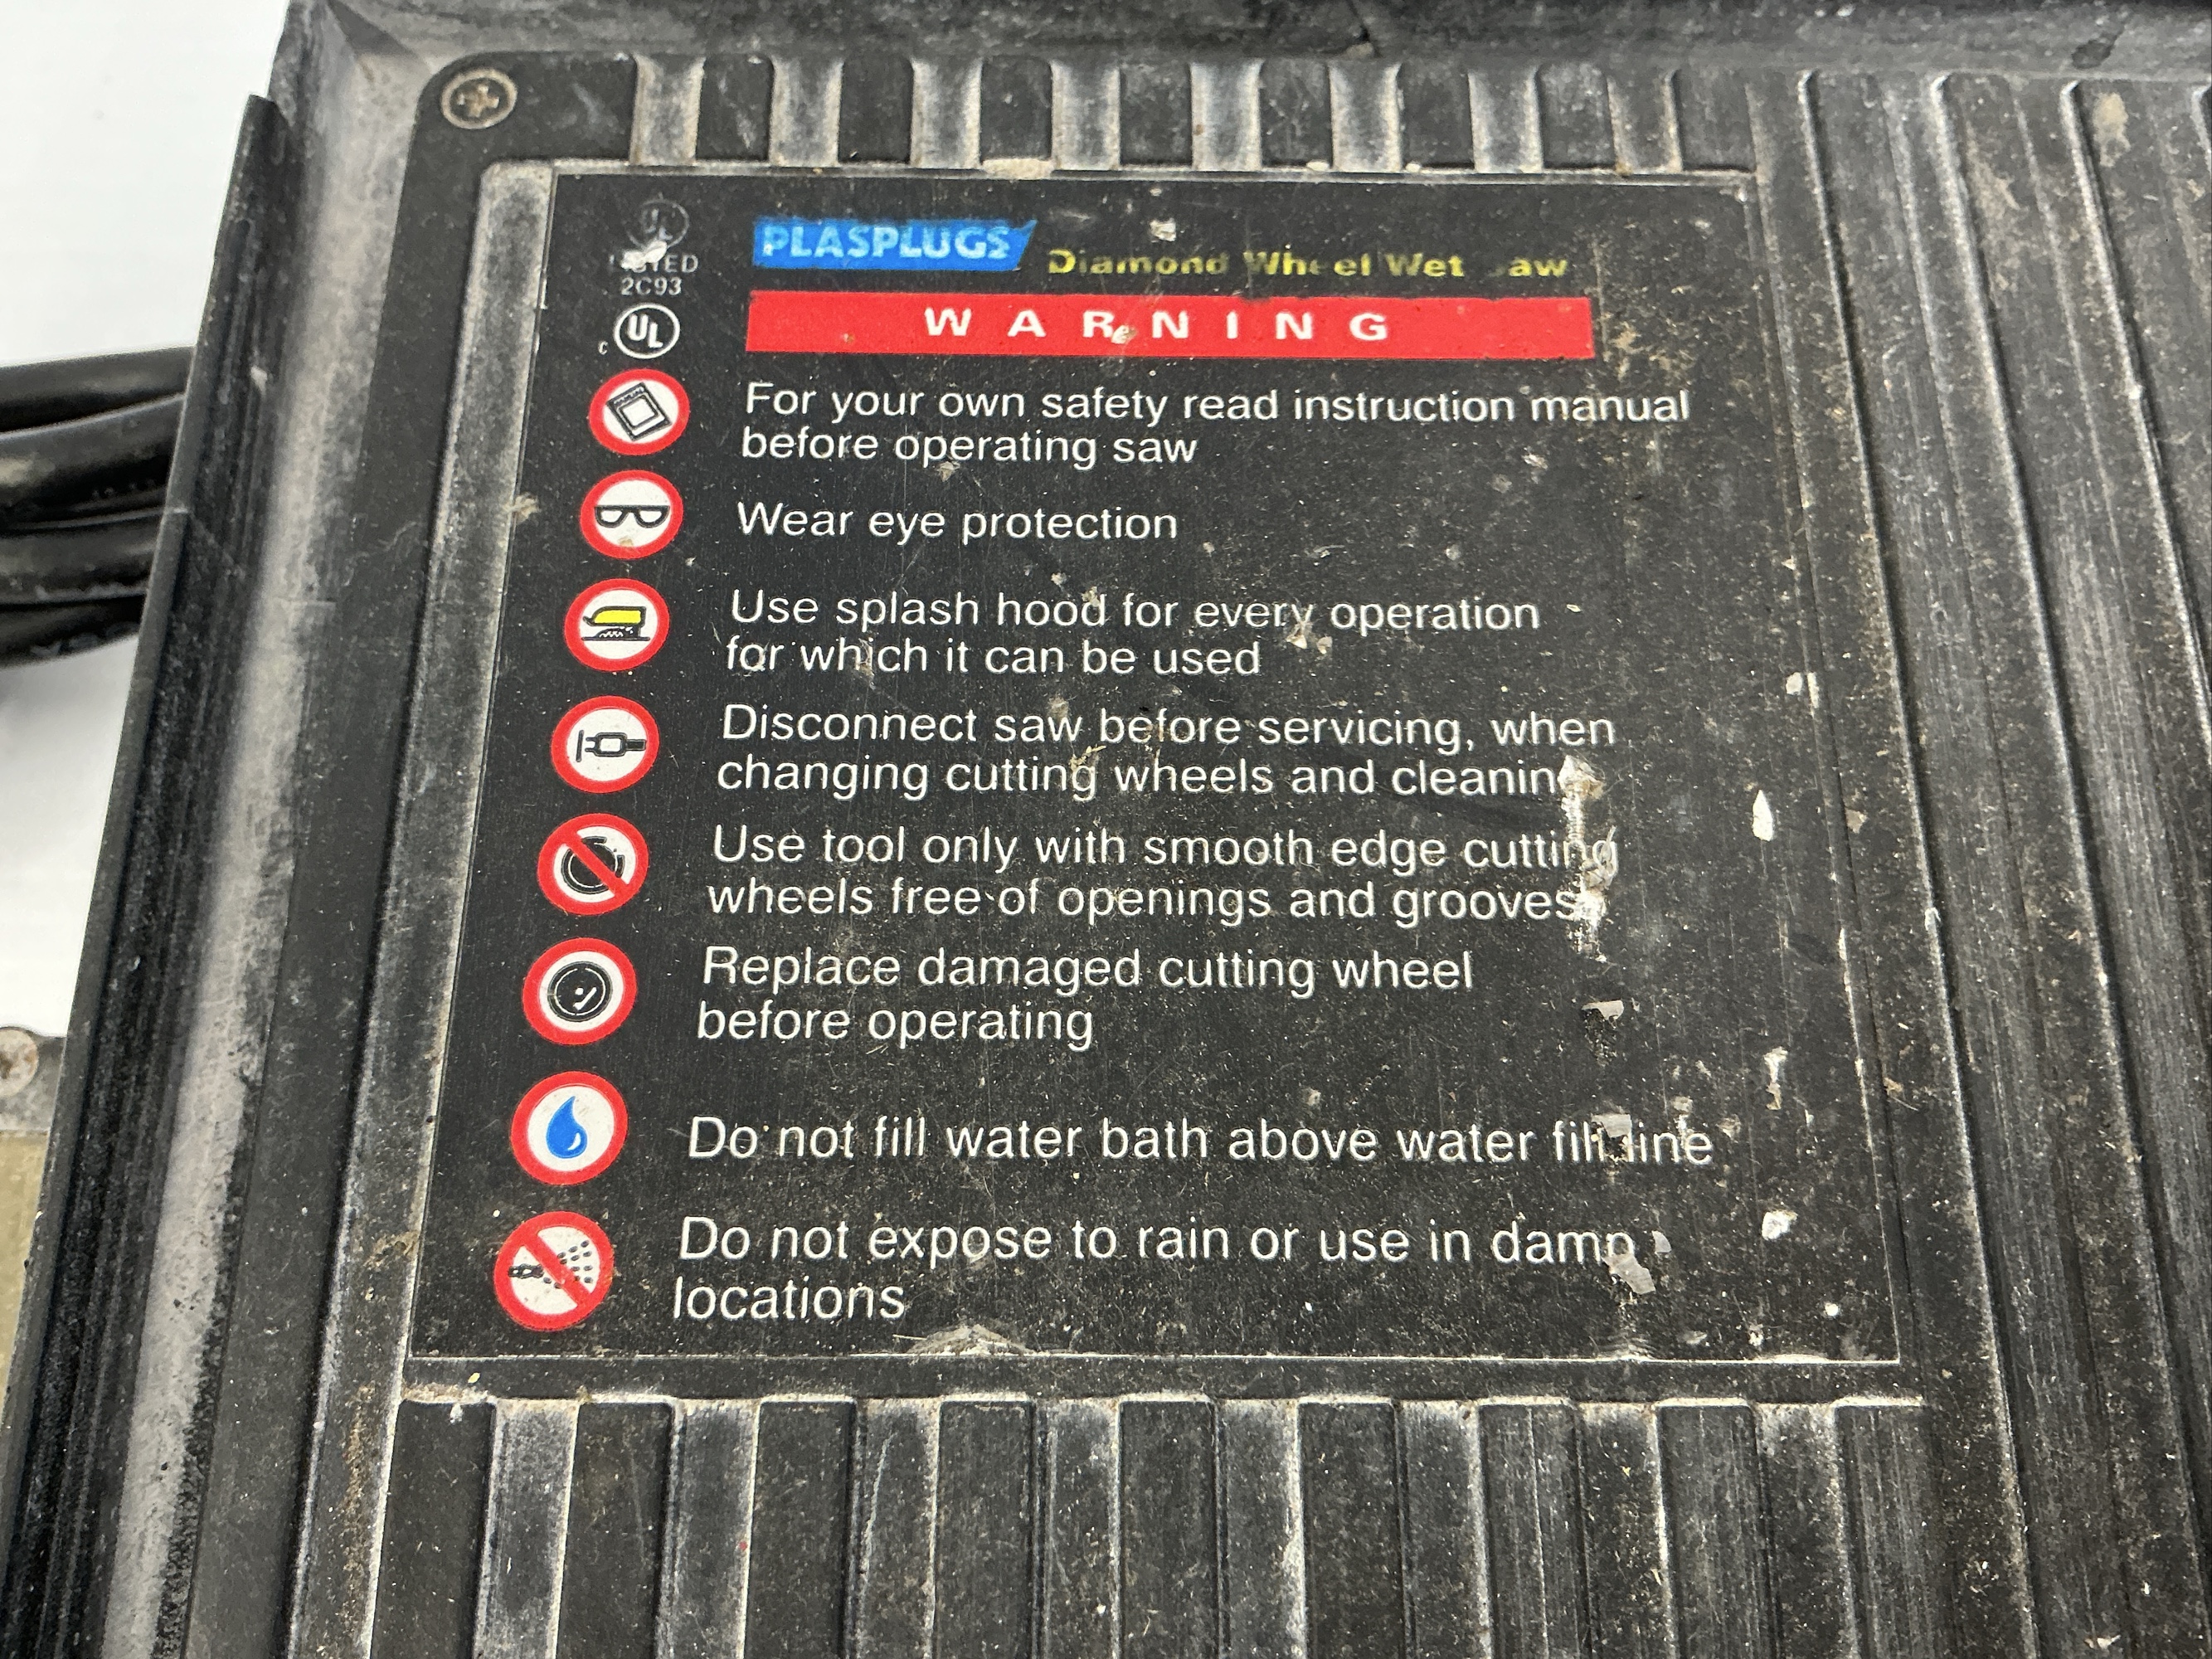 UL
LISTED
2C93
c UL
PLASPLUGS Diamond Wheel Wet Saw
WARNING
For your own safety read instruction manual
before operating saw
Wear eye protection
Use splash hood for every operation
for which it can be used
Disconnect saw before servicing, when
changing cutting wheels and cleaning
Use tool only with smooth edge cutting
wheels free of openings and grooves
Replace damaged cutting wheel
before operating
Do not fill water bath above water fill line
Do not expose to rain or use in damp
locations